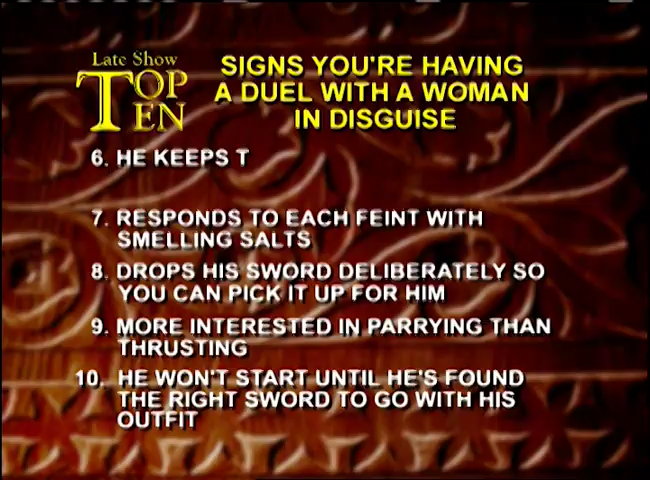 Late Show
TOP
TEN
SIGNS YOU'RE HAVING
A DUEL WITH A WOMAN
IN DISGUISE
6. HE KEEPS T
7. RESPONDS TO EACH FEINT WITH
SMELLING SALTS
8. DROPS HIS SWORD DELIBERATELY SO
YOU CAN PICK IT UP FOR HIM
9. MORE INTERESTED IN PARRYING THAN
THRUSTING
10. HE WON'T START UNTIL HE'S FOUND
THE RIGHT SWORD TO GO WITH HIS
OUTFIT